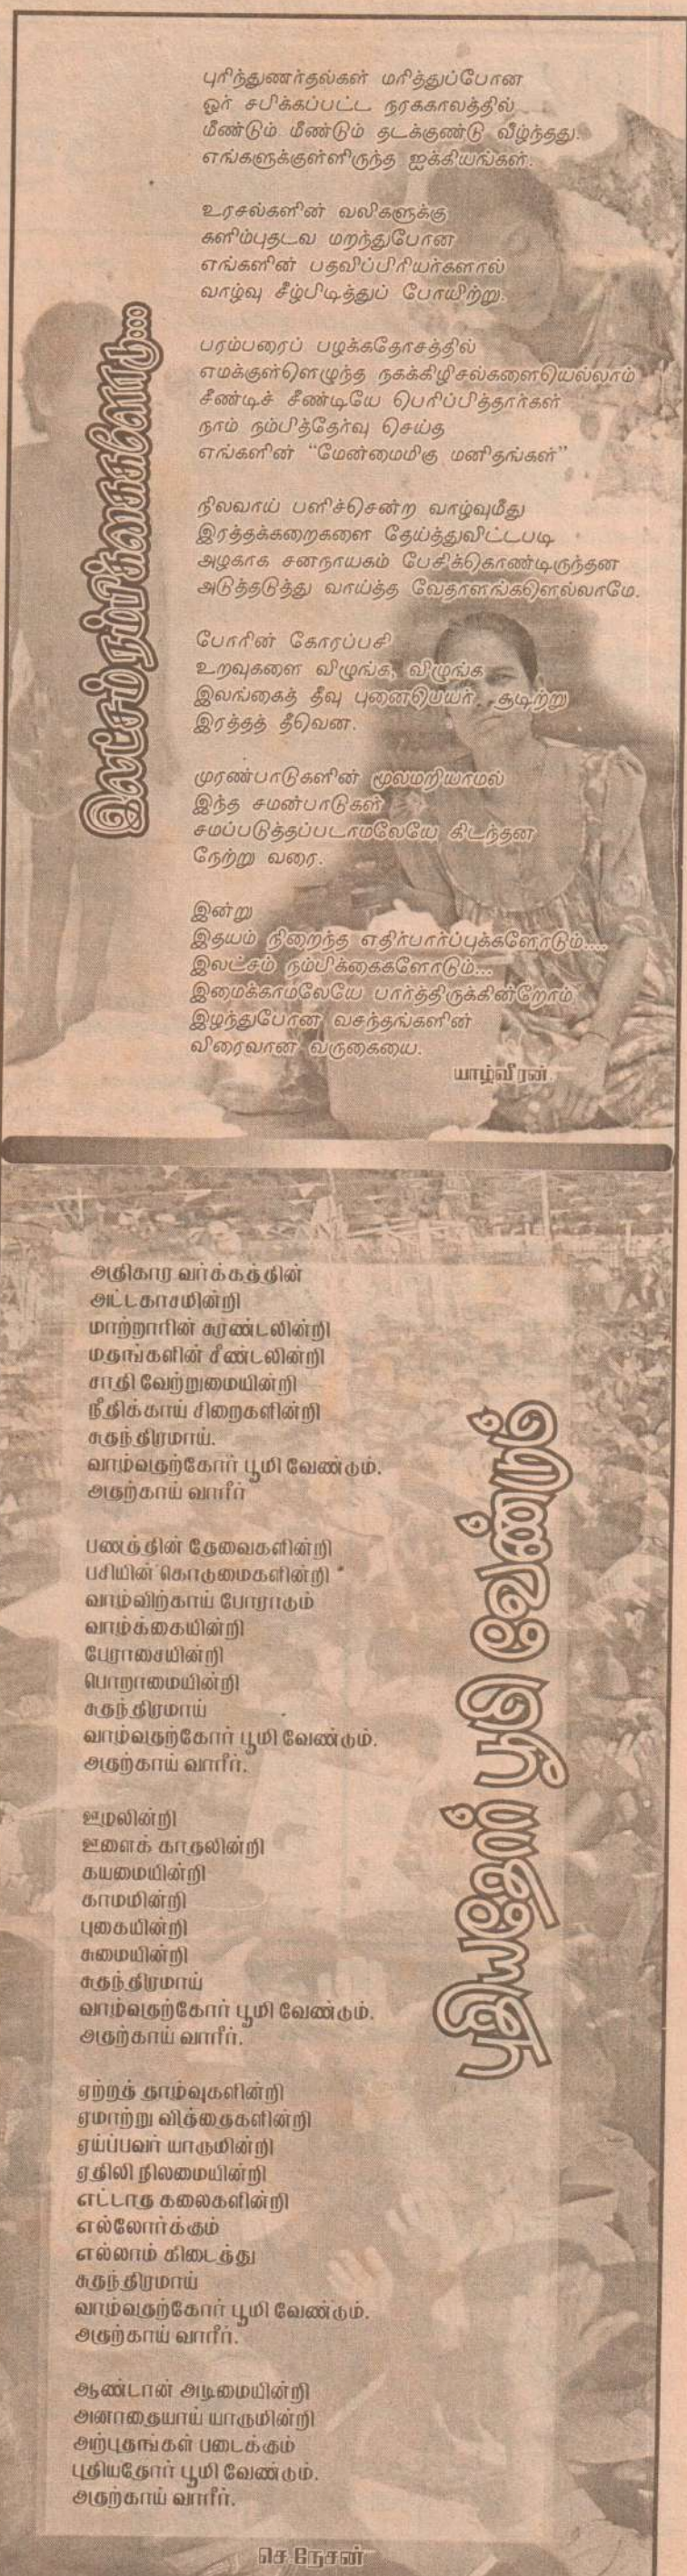 இலட்சம் நம்பிக்கைகளோடு...
புரிந்துணர்தல்கள் மரித்துப்போன
ஓர் சபிக்கப்பட்ட நரககாலத்தில்
மீண்டும் மீண்டும் தடக்குண்டு வீழ்ந்தது.
எங்களுக்குள்ளிருந்த ஐக்கியங்கள்.
உரசல்களின் வலிகளுக்கு
களிம்புதடவ மறந்துபோன
எங்களின் பதவிப்பிரியர்களால்
வாழ்வு சீழ்பிடித்துப் போயிற்று.
பரம்பரைப் பழக்கதோசத்தில்
எமக்குள்ளெழுந்த நகக்கிழிசல்களையெல்லாம்
சீண்டிச் சீண்டியே பெரிப்பித்தார்கள்
நாம் நம்பித்தேர்வு செய்த
எங்களின் “மேன்மைமிகு மனிதங்கள்”
நிலவாய் பளிச்சென்ற வாழ்வுமீது
இரத்தக்கறைகளை தேய்த்துவிட்டபடி
அழகாக சனநாயகம் பேசிக்கொண்டிருந்தன
அடுத்தடுத்து வாய்த்த வேதாளங்களெல்லாமே.
போரின் கோரப்பசி
உறவுகளை விழுங்க, விழுங்க
இலங்கைத் தீவு புனைபெயர் சூடிற்று
இரத்தத் தீவென.
முரண்பாடுகளின் மூலமறியாமல்
இந்த சமன்பாடுகள்
சமப்படுத்தப்படாமலேயே கிடந்தன
நேற்று வரை.
இன்று
இதயம் நிறைந்த எதிர்பார்ப்புக்களோடும்....
இலட்சம் நம்பிக்கைகளோடும்...
இமைக்காமலேயே பார்த்திருக்கின்றோம்
இழந்துபோன வசந்தங்களின்
விரைவான வருகையை.
யாழ்வீரன்.
புதியதோர் பூமி வேண்டும்
அதிகார வர்க்கத்தின்
அட்டகாசமின்றி
மாற்றாரின் சுரண்டலின்றி
மதங்களின் சீண்டலின்றி
சாதி வேற்றுமையின்றி
நீதிக்காய் சிறைகளின்றி
சுதந்திரமாய்.
வாழ்வதற்கோர் பூமி வேண்டும்.
அதற்காய் வாரீர்
பணத்தின் தேவைகளின்றி
பசியின் கொடுமைகளின்றி
வாழ்விற்காய் போராடும்
வாழ்க்கையின்றி
பேராசையின்றி
பொறாமையின்றி
சுதந்திரமாய்
வாழ்வதற்கோர் பூமி வேண்டும்.
அதற்காய் வாரீர்.
ஊழலின்றி
ஊளைக் காதலின்றி
கயமையின்றி
காமமின்றி
புகையின்றி
சுமையின்றி
சுதந்திரமாய்
வாழ்வதற்கோர் பூமி வேண்டும்.
அதற்காய் வாரீர்.
ஏற்றத் தாழ்வுகளின்றி
ஏமாற்று வித்தைகளின்றி
ஏய்ப்பவர் யாருமின்றி
ஏதிலி நிலமையின்றி
எட்டாத கலைகளின்றி
எல்லோர்க்கும்
எல்லாம் கிடைத்து
சுதந்திரமாய்
வாழ்வதற்கோர் பூமி வேண்டும்.
அதற்காய் வாரீர்.
ஆண்டான் அடிமையின்றி
அனாதையாய் யாருமின்றி
அற்புதங்கள் படைக்கும்
புதியதோர் பூமி வேண்டும்.
அதற்காய் வாரீர்.
செ.நேசன்